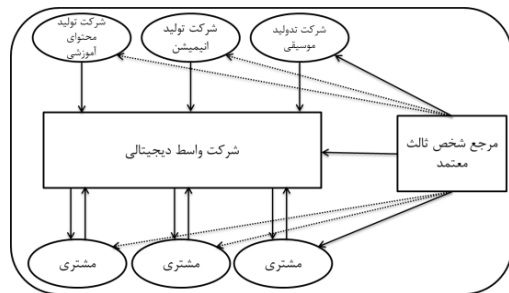 شرکت تدولید
موسیقی
شرکت تولید
انیمیشن
شرکت تولید
محتوای
آموزشی
شرکت واسط دیجیتالی
مرجع شخص ثالث
معتمد
مشتری
مشتری
مشتری